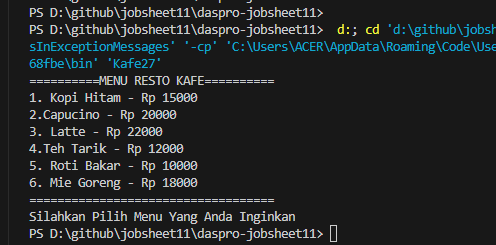 PS D:\github\jobsheet11\daspro-jobsheet11>
PS D:\github\jobsheet11\daspro-jobsheet11>  d:; cd 'd:\github\jobsh
sInExceptionMessages' '-cp' 'C:\Users\ACER\AppData\Roaming\Code\Use
68fbe\bin' 'Kafe27'
==========MENU RESTO KAFE==========
1. Kopi Hitam - Rp 15000
2.Capucino - Rp 20000
3. Latte - Rp 22000
4.Teh Tarik - Rp 12000
5. Roti Bakar - Rp 10000
6. Mie Goreng - Rp 18000
===================================
Silahkan Pilih Menu Yang Anda Inginkan
PS D:\github\jobsheet11\daspro-jobsheet11>